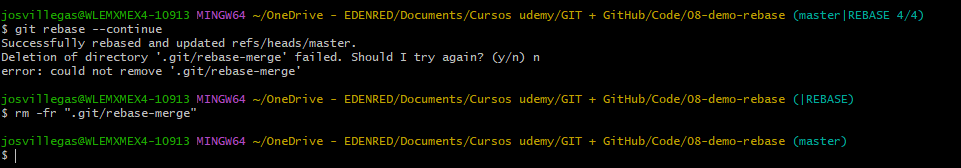 josvillegas@WLEMXMEX4-10913 MINGW64 ~/OneDrive - EDENRED/Documents/Cursos udemy/GIT + GitHub/Code/08-demo-rebase (master|REBASE 4/4)
$ git rebase --continue
Successfully rebased and updated refs/heads/master.
Deletion of directory '.git/rebase-merge' failed. Should I try again? (y/n) n
error: could not remove '.git/rebase-merge'
josvillegas@WLEMXMEX4-10913 MINGW64 ~/OneDrive - EDENRED/Documents/Cursos udemy/GIT + GitHub/Code/08-demo-rebase (|REBASE)
$ rm -fr ".git/rebase-merge"
josvillegas@WLEMXMEX4-10913 MINGW64 ~/OneDrive - EDENRED/Documents/Cursos udemy/GIT + GitHub/Code/08-demo-rebase (master)
$